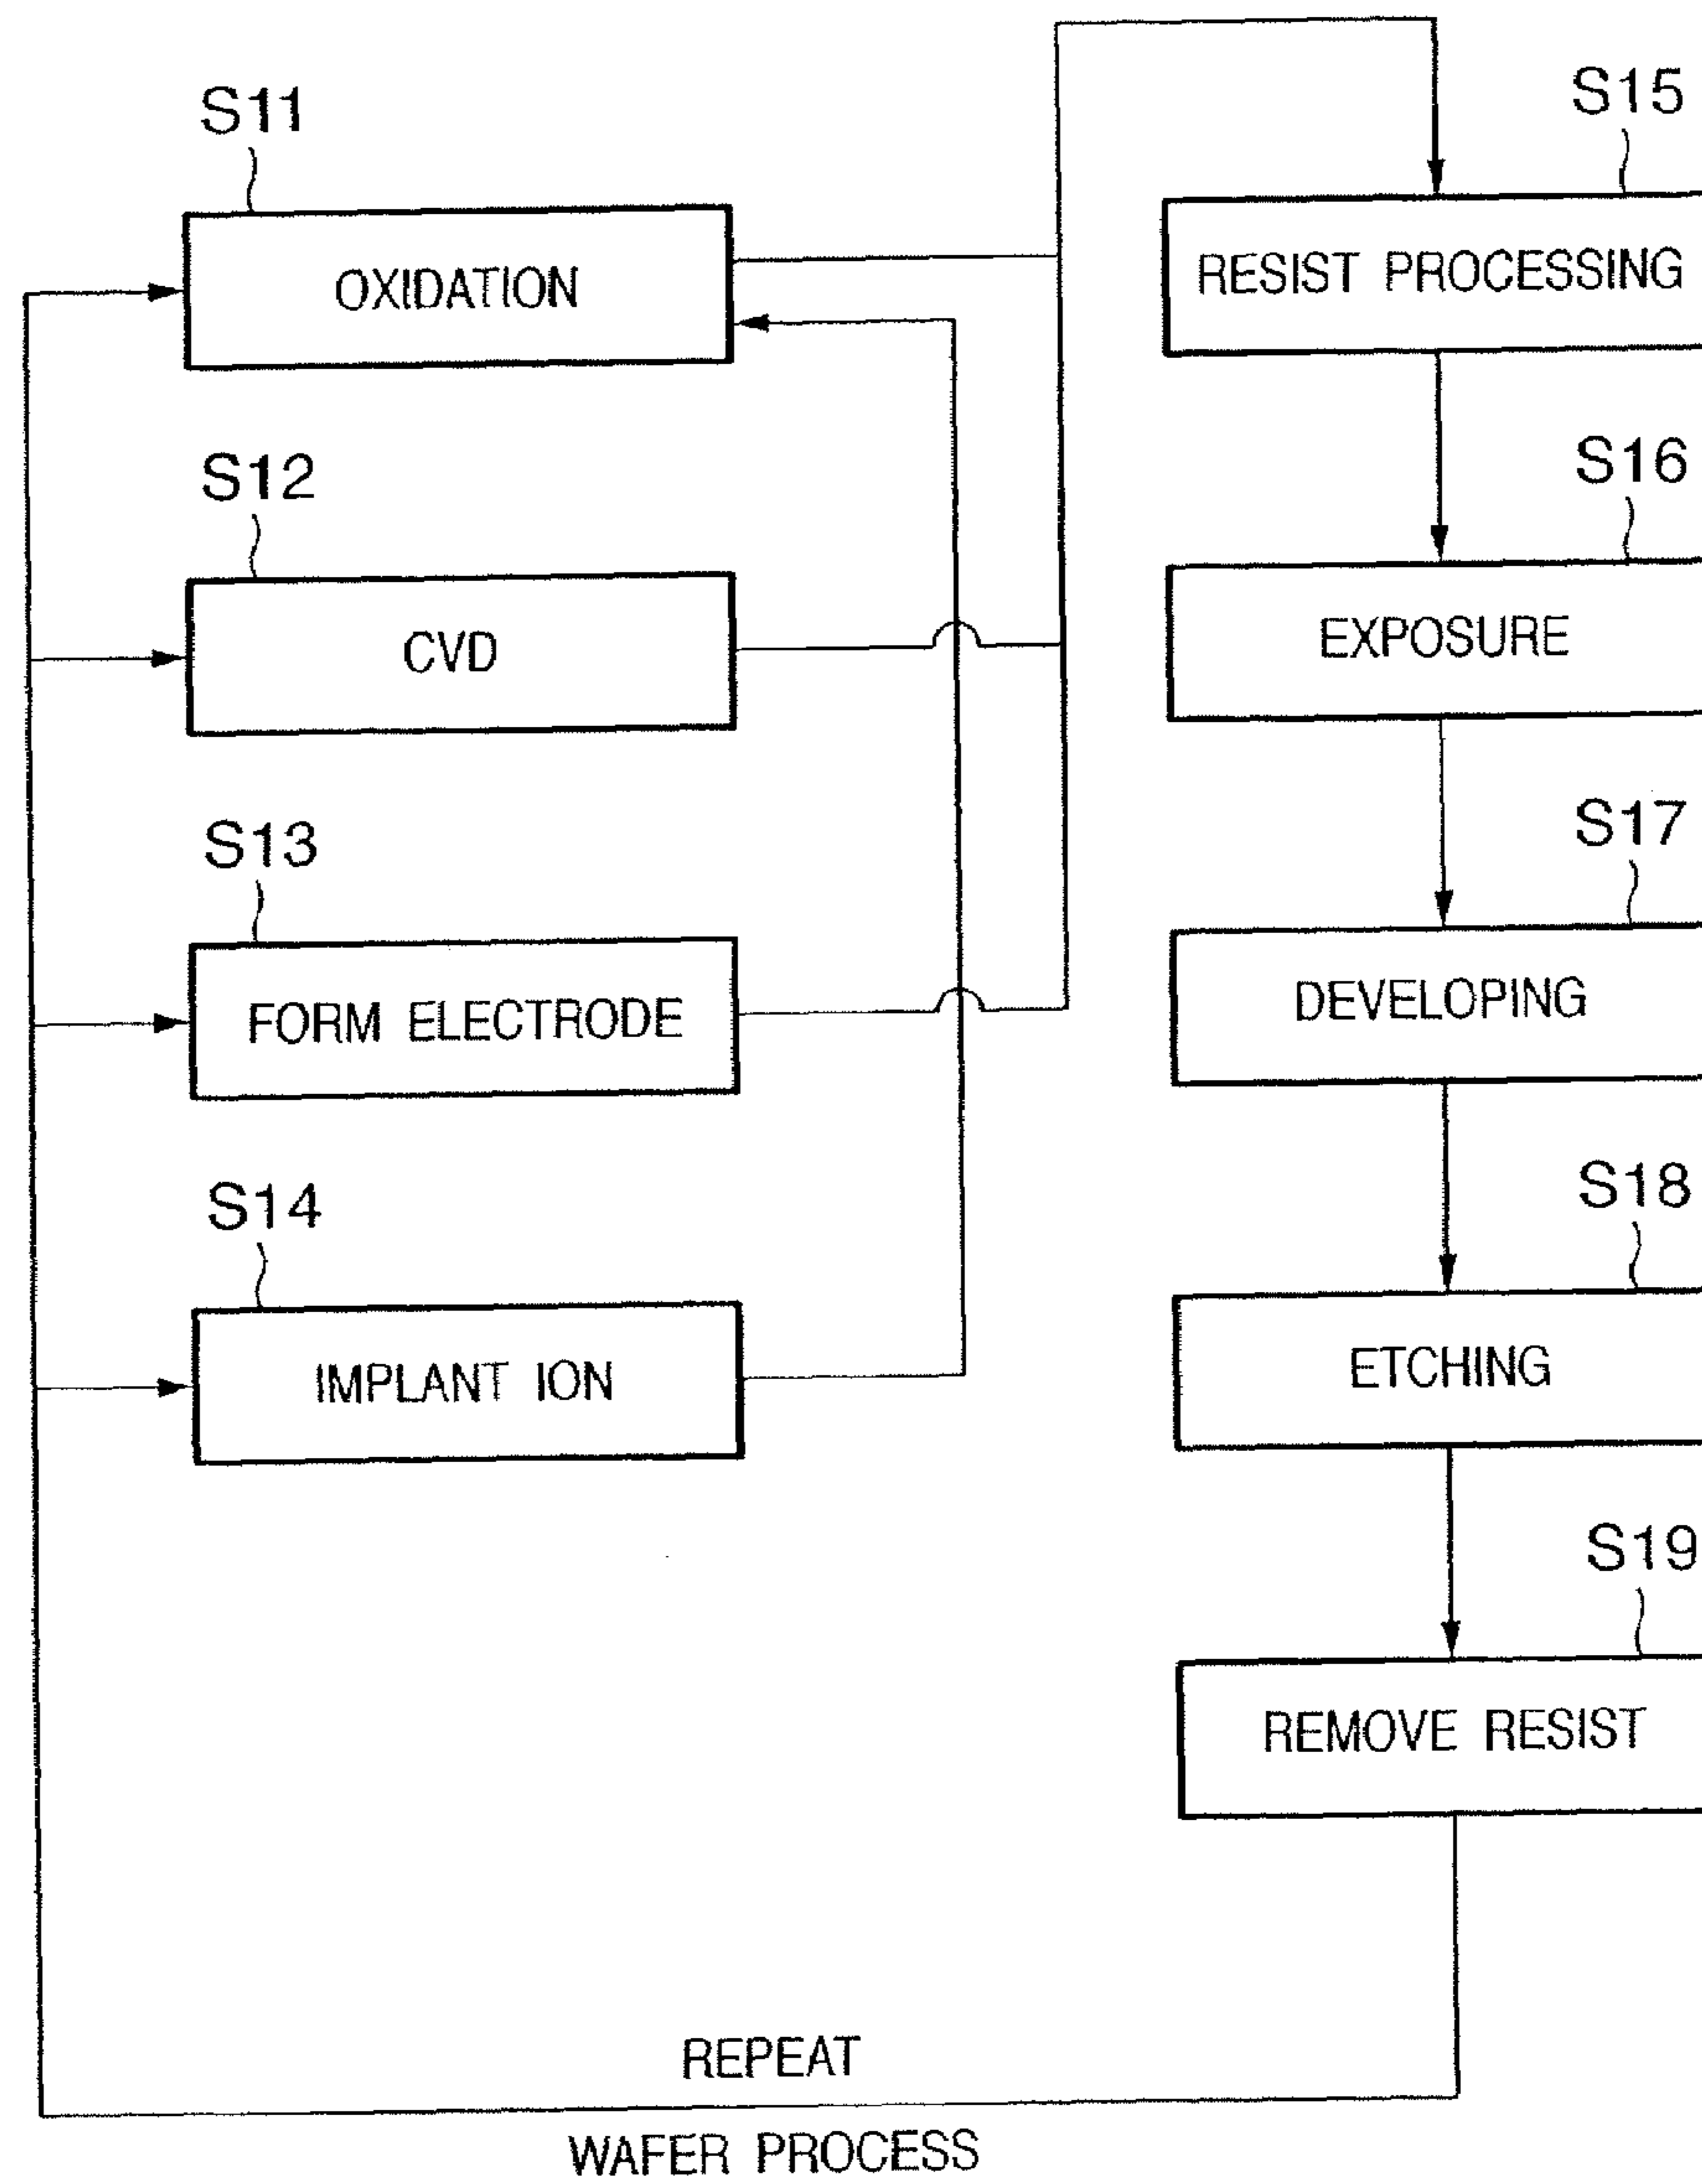 S11
OXIDATION
S12
CVD
S13
FORM ELECTRODE
S14
IMPLANT ION
S15
RESIST PROCESSING
S16
EXPOSURE
S17
DEVELOPING
S18
ETCHING
S19
REMOVE RESIST
REPEAT
WAFER PROCESS